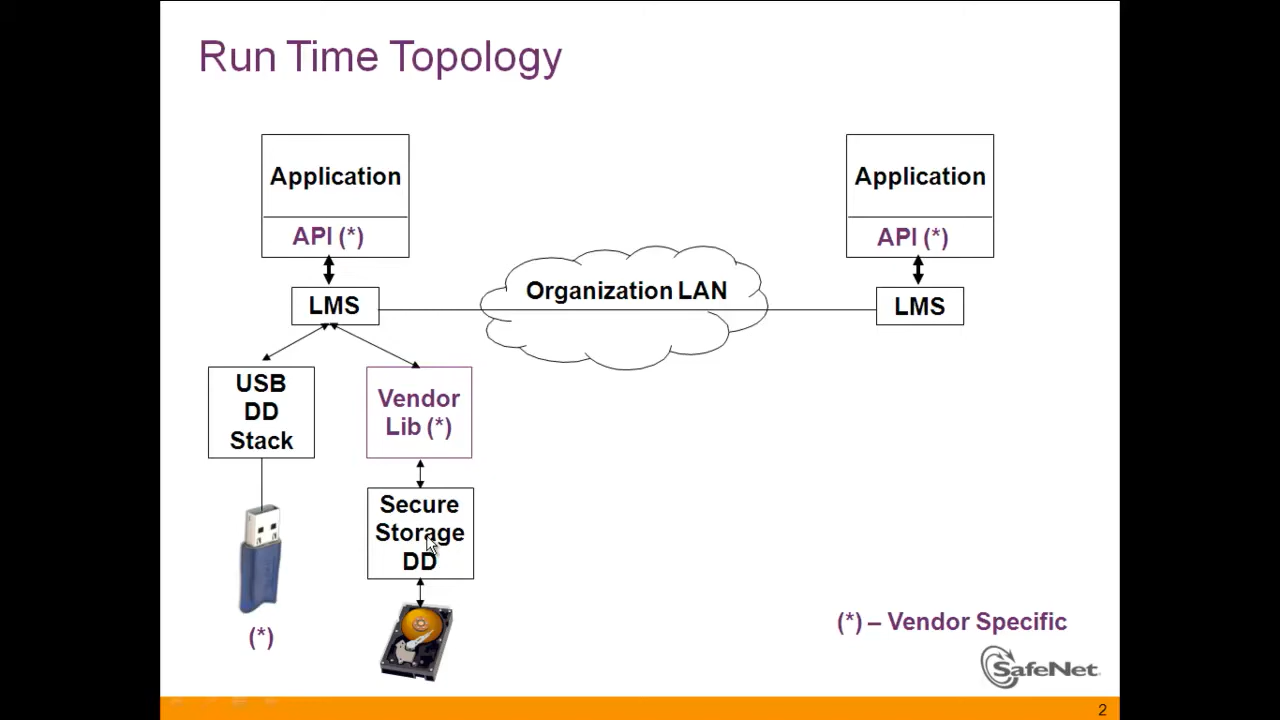 Run Time Topology
Application
API (*)
LMS
Application
API (*)
LMS
Organization LAN
USB
DD
Stack
Vendor
Lib (*)
Secure
Storage
DD
(*)
(*) – Vendor Specific
SafeNet
2